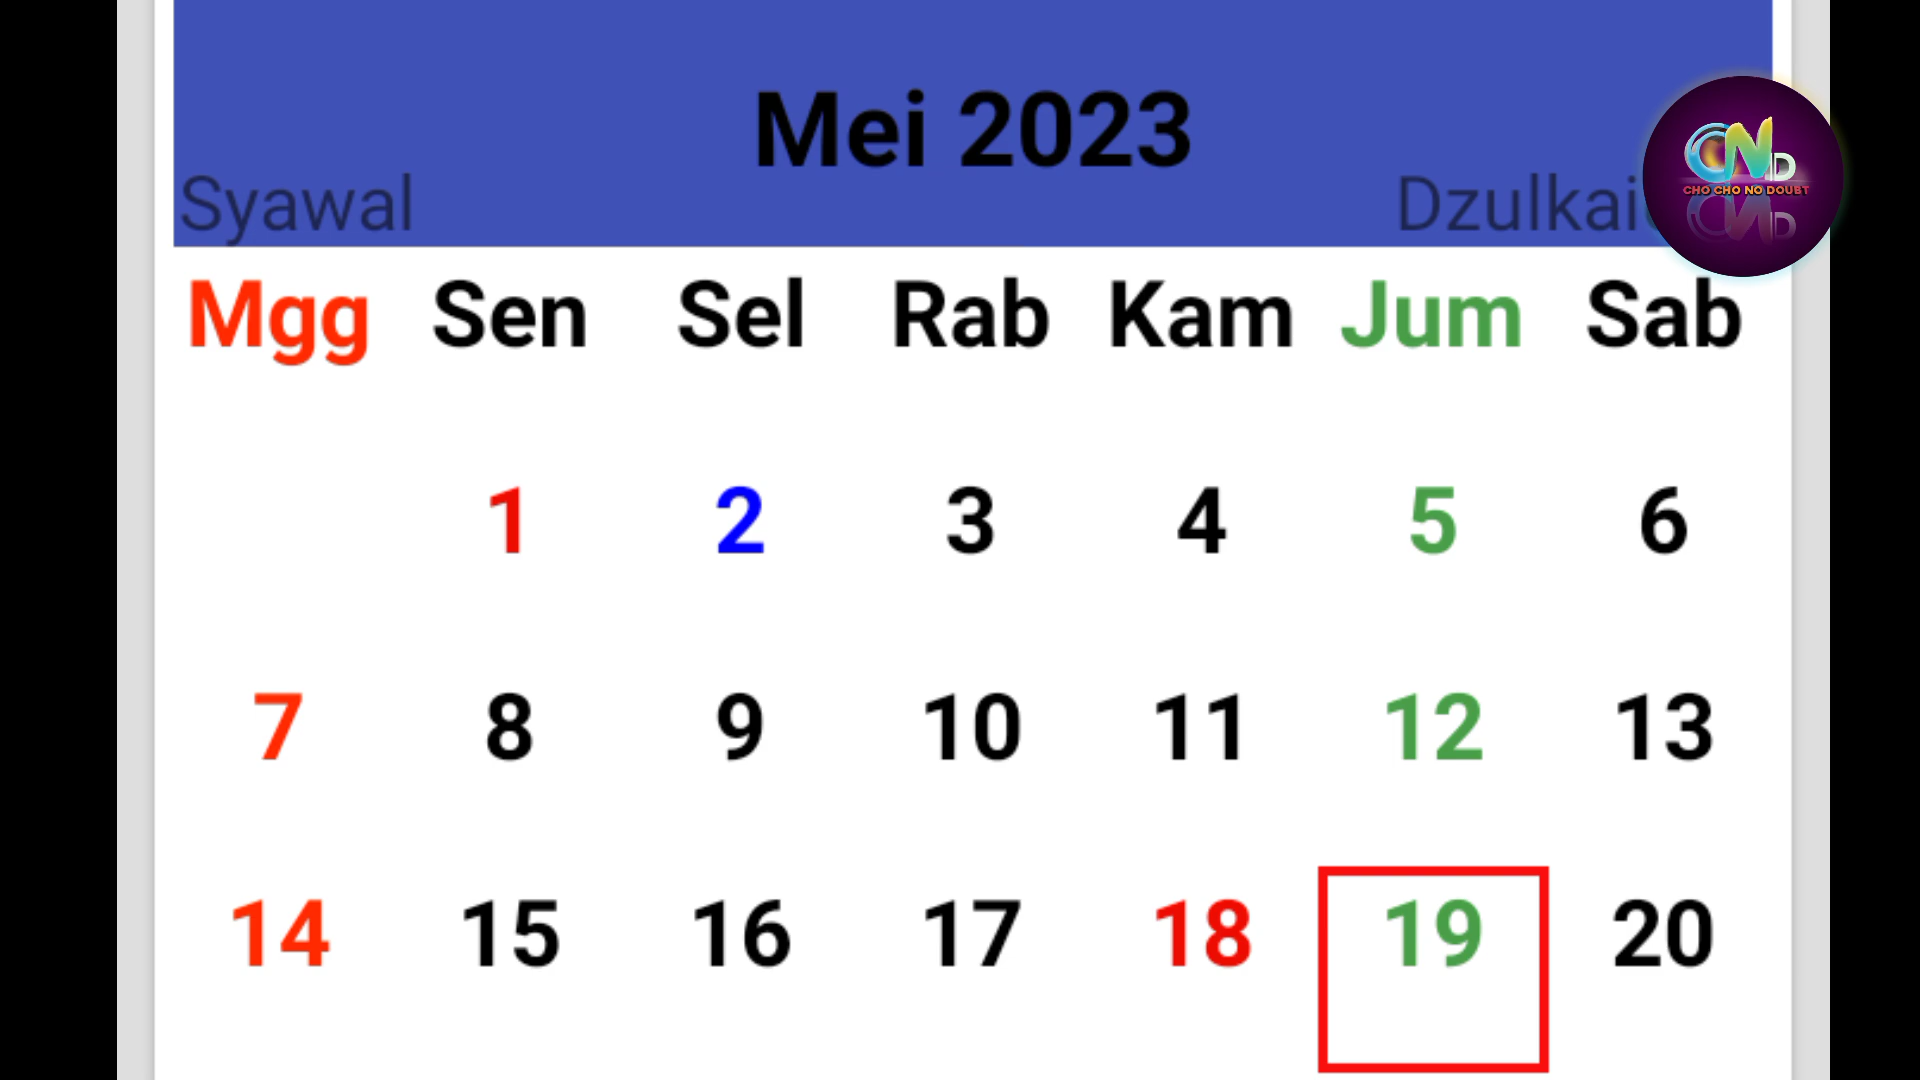 Mei 2023
Syawal
CND
CHO CHO NO DOUBT
Mgg Sen Sel Rab Kam Jum Sab
1 2 3 4 5 6
7 8 9 10 11 12 13
14 15 16 17 18 19 20